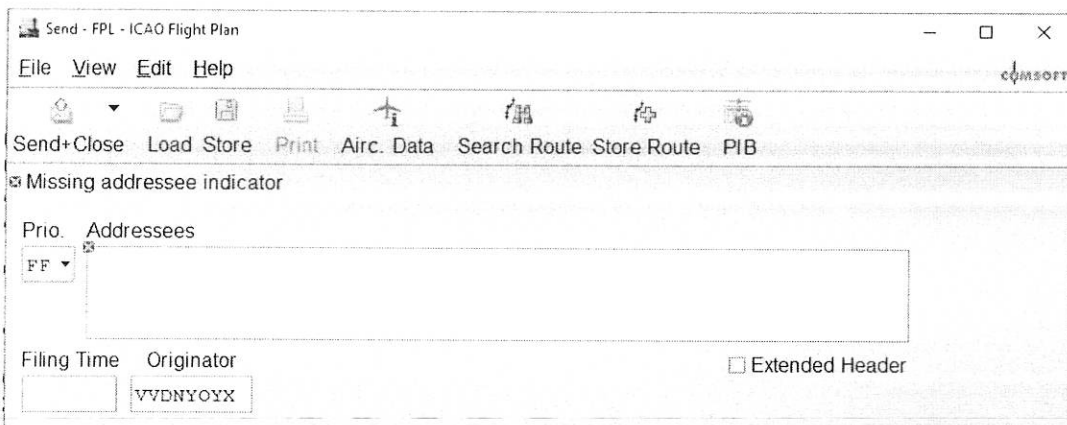 Send - FPL - ICAO Flight Plan
File View Edit Help
COMSOFT
Send+Close Load Store Print Airc. Data Search Route Store Route PIB
Missing addressee indicator
Prio. Addressees
FF
Filing Time Originator
Extended Header
VVDNYOYX